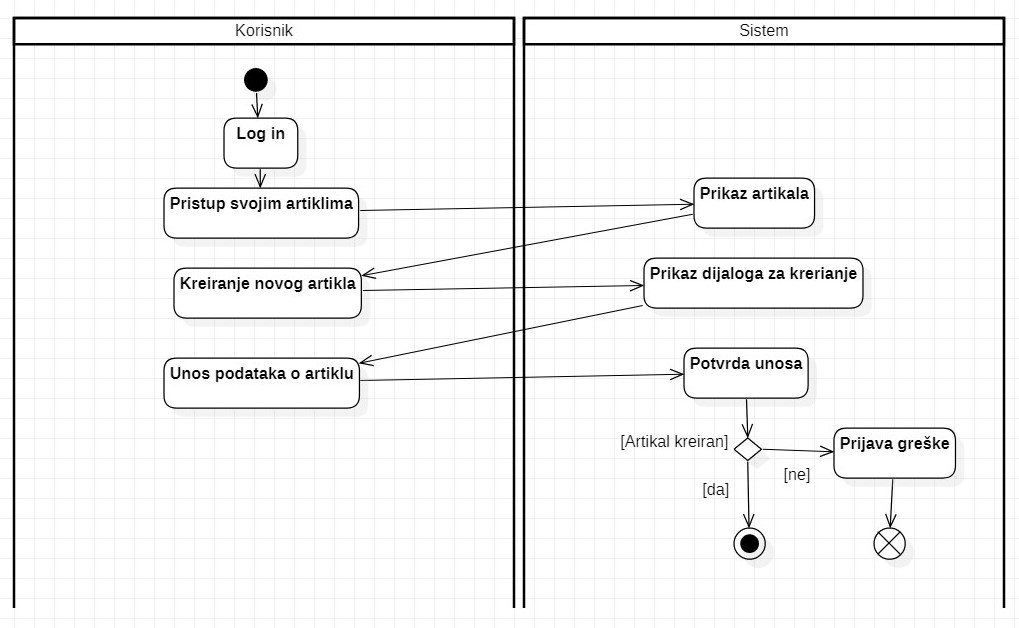 Korisnik
Sistem
Log in
Pristup svojim artiklima
Prikaz artikala
Kreiranje novog artikla
Prikaz dijaloga za krerianje
Unos podataka o artiklu
Potvrda unosa
[Artikal kreiran]
Prijava greške
[ne]
[da]